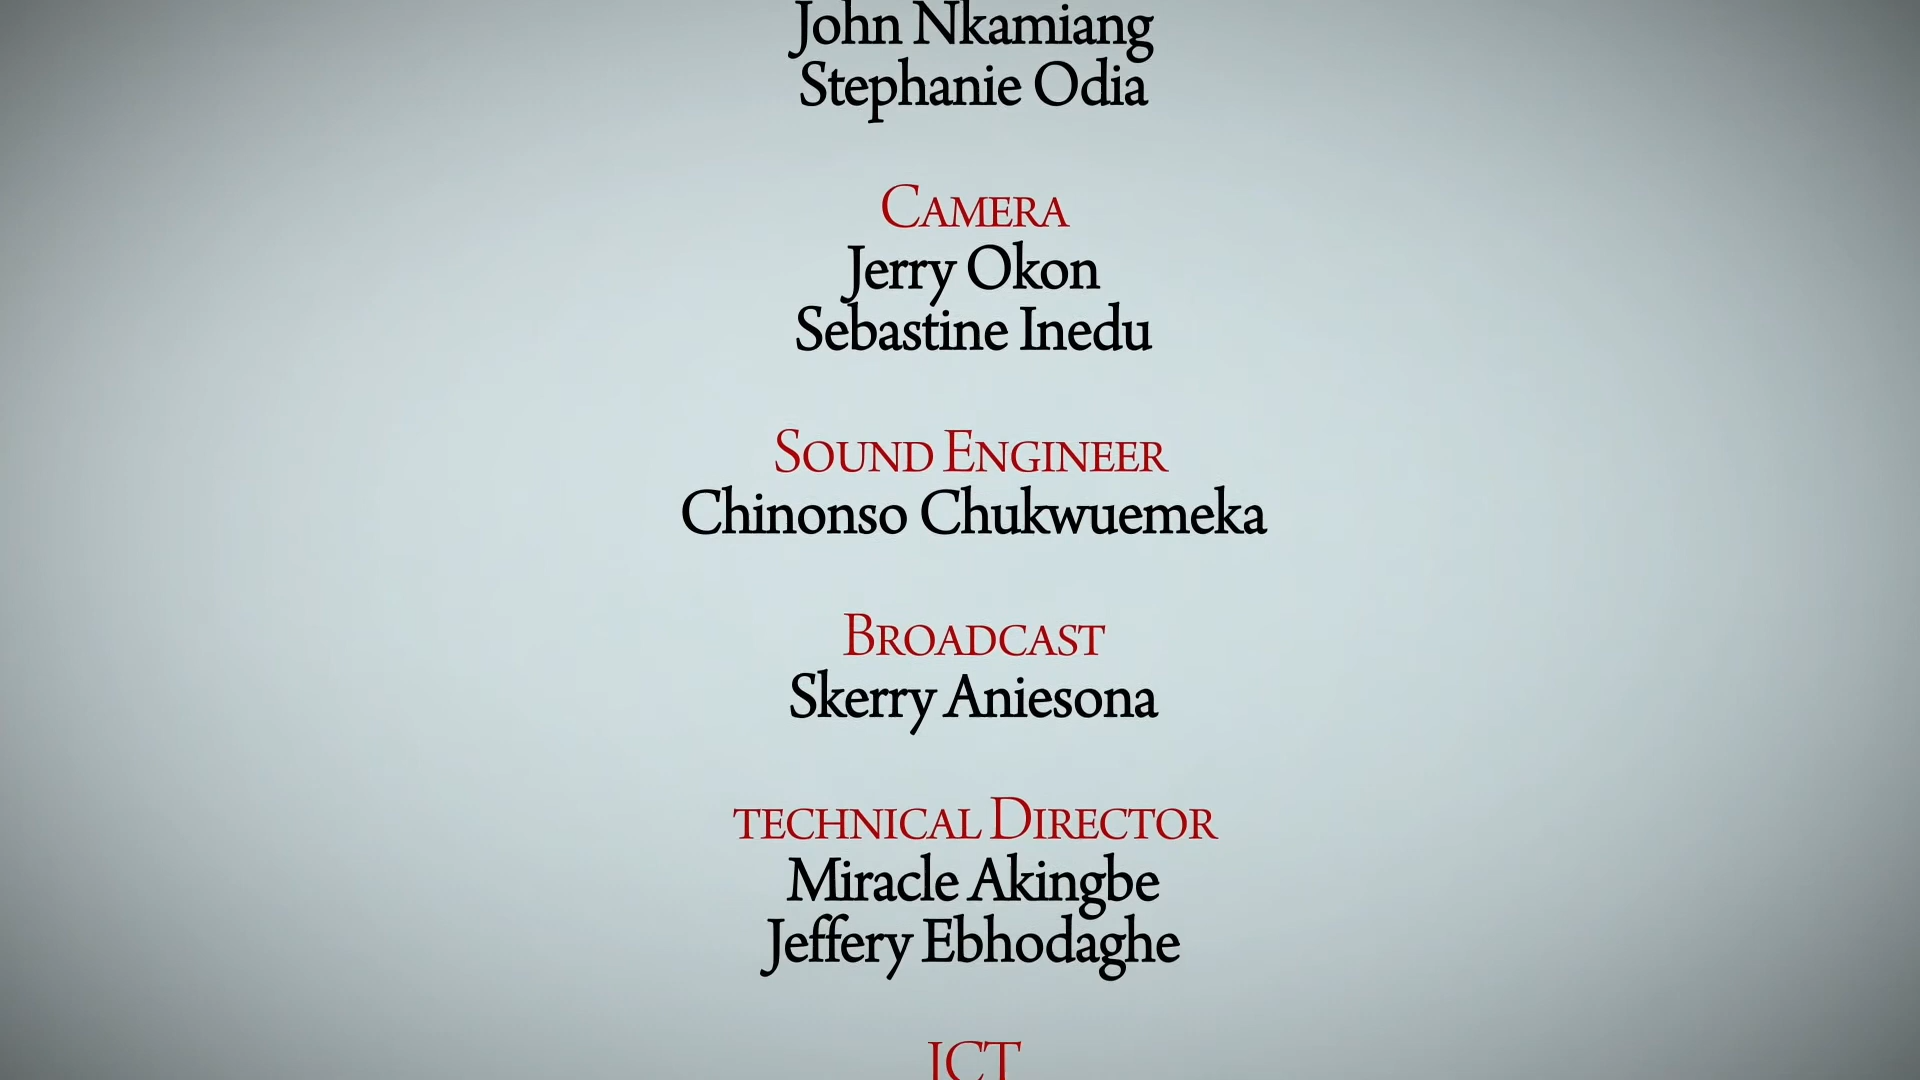 John Nkamiang
Stephanie Odia
CAMERA
Jerry Okon
Sebastine Inedu
SOUND ENGINEER
Chinonso Chukwuemeka
BROADCAST
Skerry Aniesona
TECHNICAL DIRECTOR
Miracle Akingbe
Jeffery Ebhodaghe
ICT